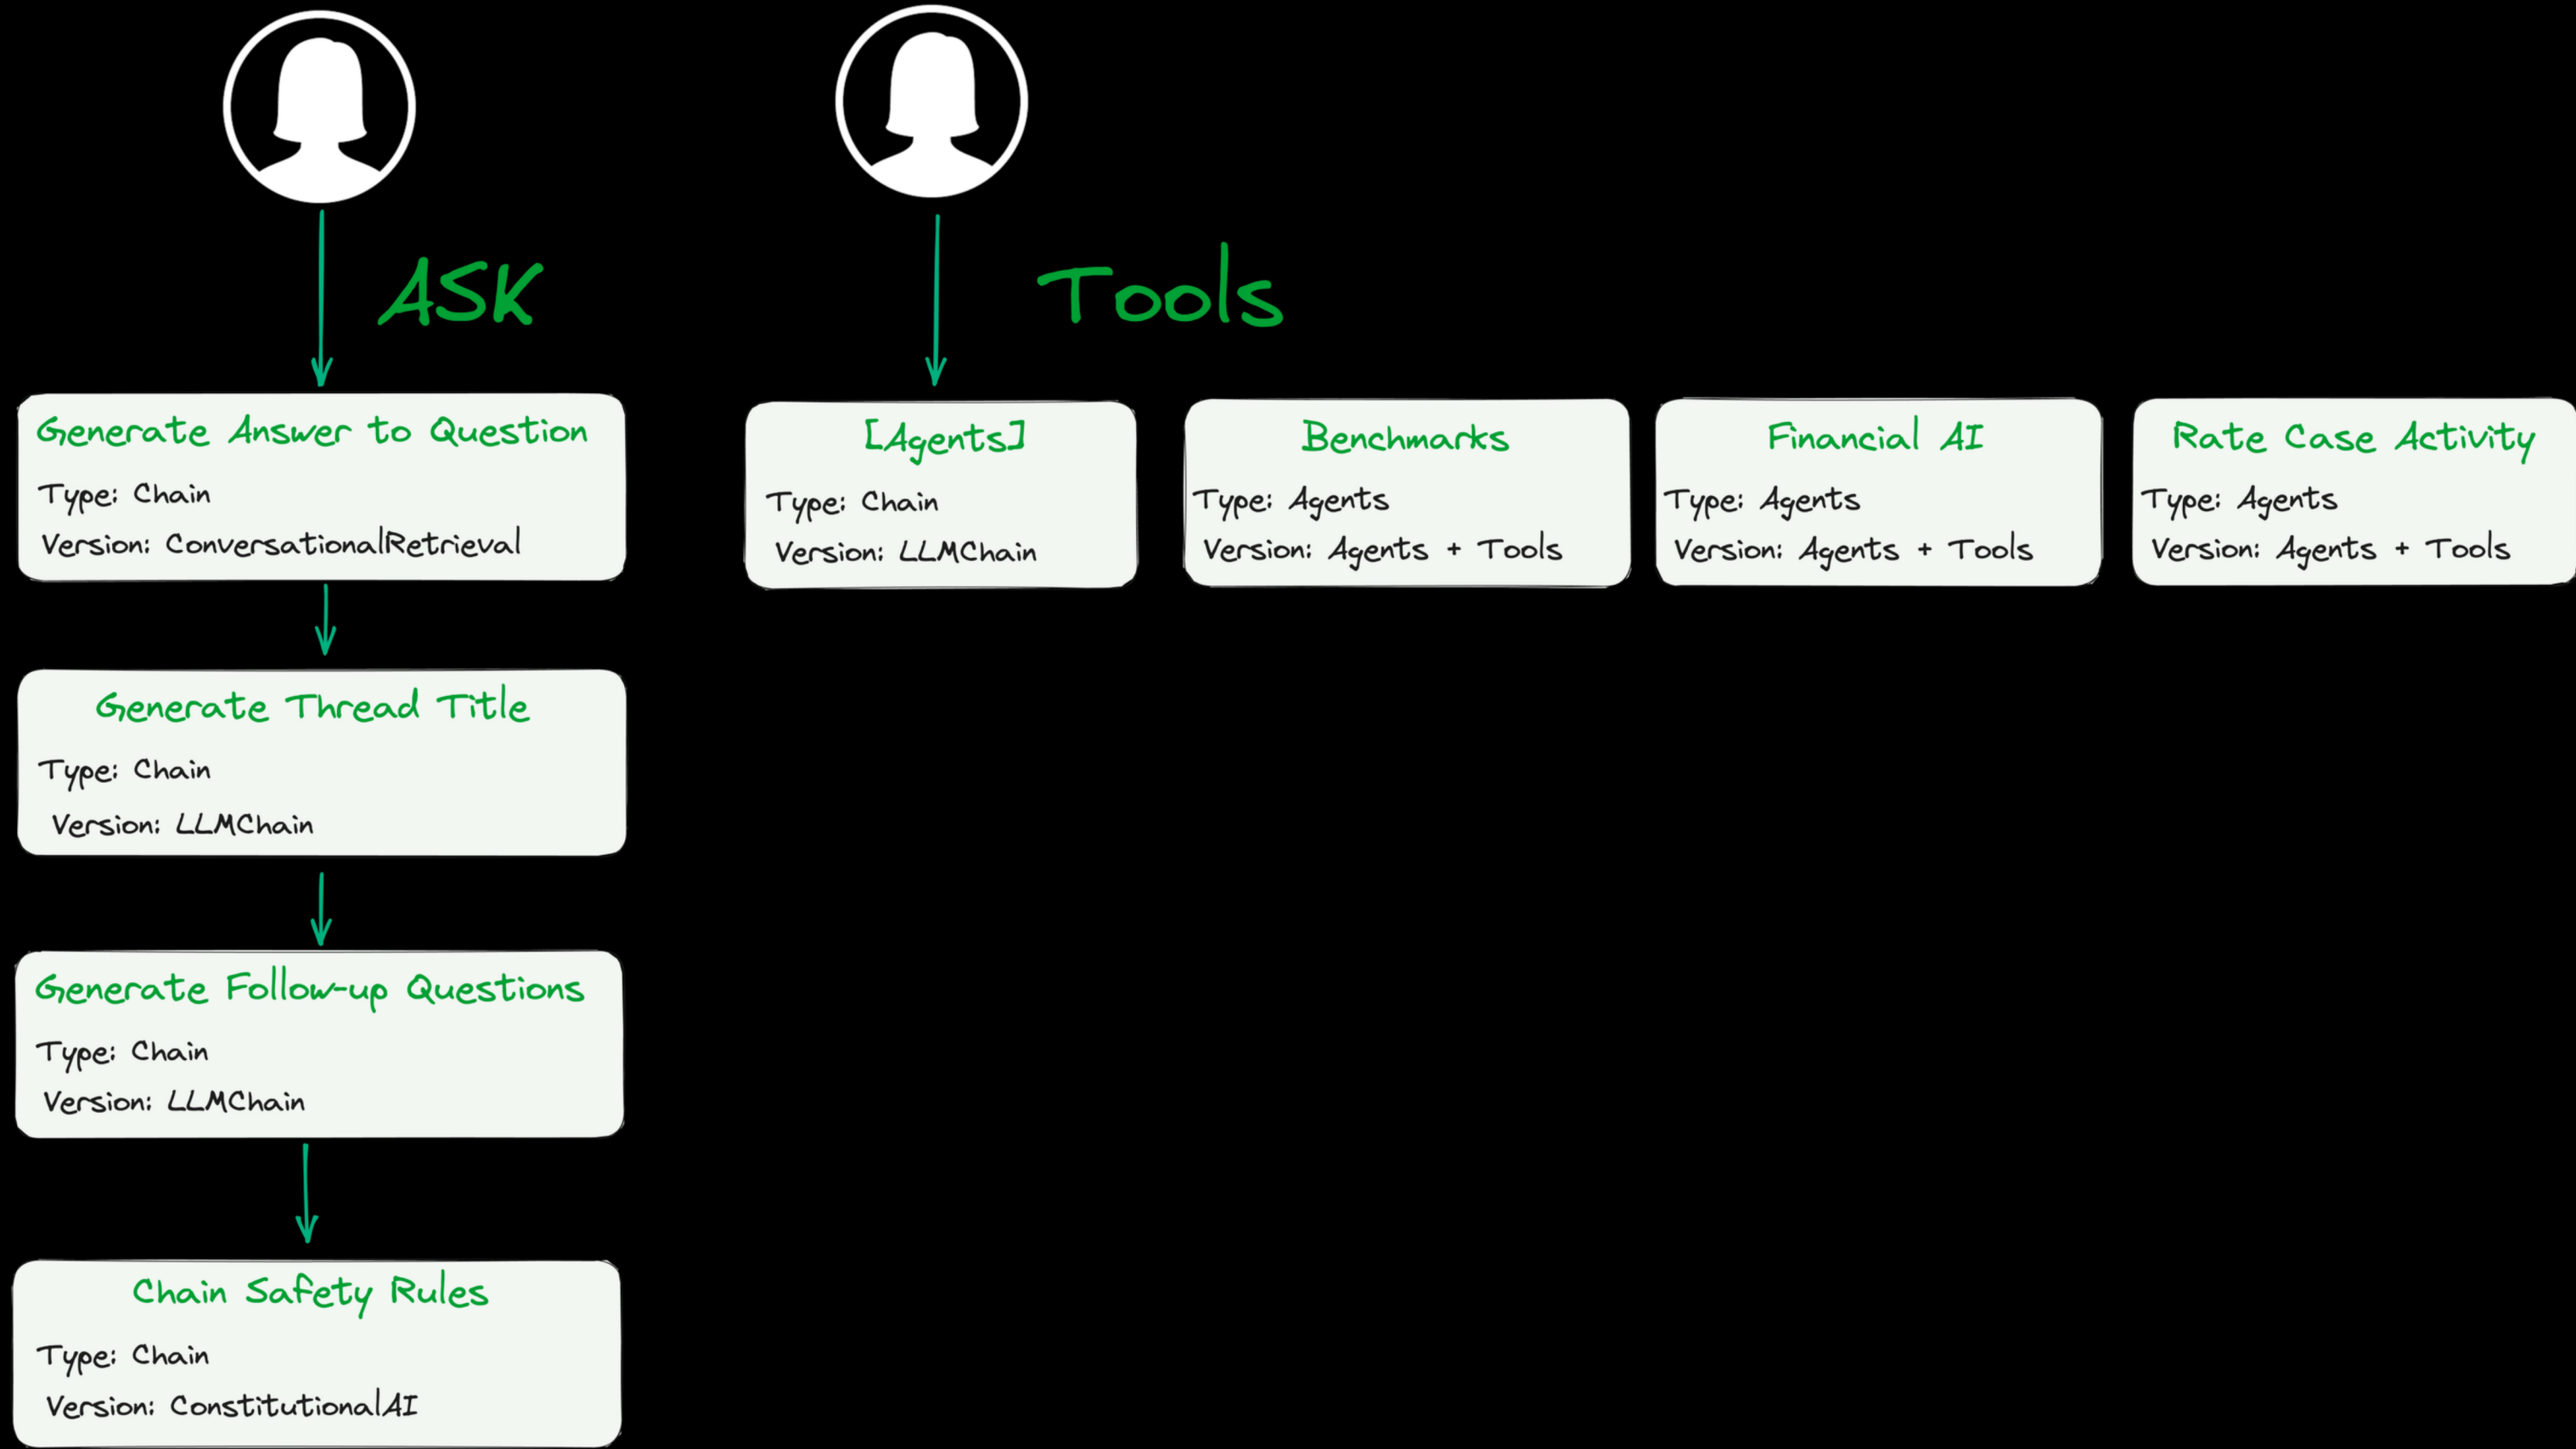 ASK
Generate Answer to Question
Type: Chain
Version: ConversationalRetrieval
Generate Thread Title
Type: Chain
Version: LLMChain
Generate Follow-up Questions
Type: Chain
Version: LLMChain
Chain Safety Rules
Type: Chain
Version: ConstitutionalAI
Tools
[Agents]
Type: Chain
Version: LLMChain
Benchmarks
Type: Agents
Version: Agents + Tools
Financial AI
Type: Agents
Version: Agents + Tools
Rate Case Activity
Type: Agents
Version: Agents + Tools